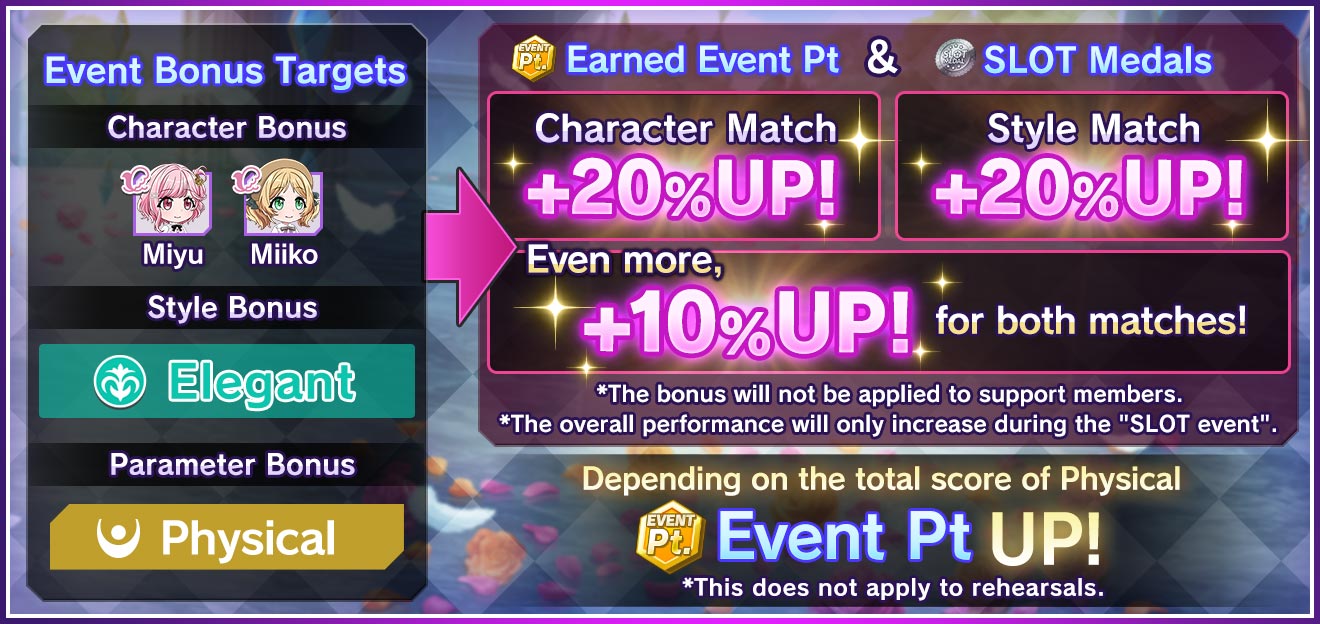 Event Bonus Targets
Character Bonus
Miyu
Miiko
Style Bonus
Elegant
Parameter Bonus
Physical
EVENT Pt. Earned Event Pt & SLOT MEDAL SLOT Medals
Character Match
+20%UP!
Style Match
+20%UP!
Even more,
+10%UP! for both matches!
*The bonus will not be applied to support members.
*The overall performance will only increase during the "SLOT event".
Depending on the total score of Physical
EVENT Pt. Event Pt UP!
*This does not apply to rehearsals.